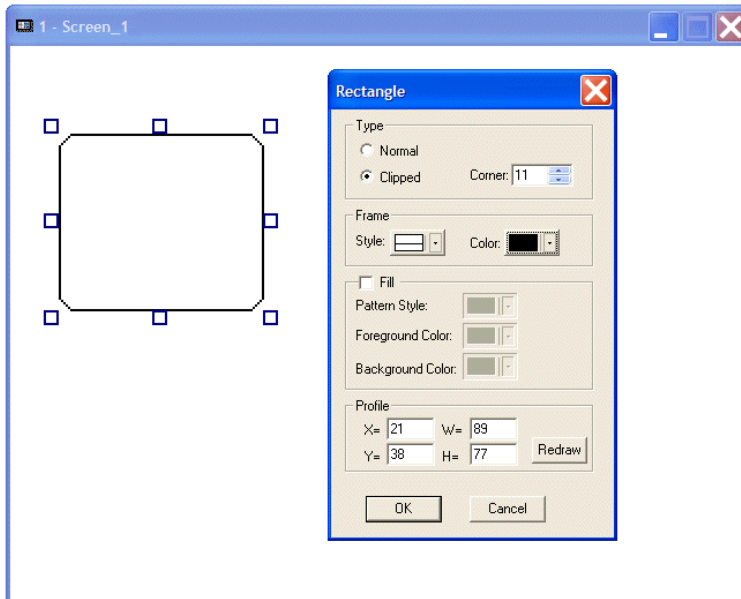 1 - Screen_1
Rectangle
Type
Normal
Clipped Corner: 11
Frame
Style: Color:
Fill
Pattern Style:
Foreground Color:
Background Color:
Profile
X= 21 W= 89
Y= 38 H= 77
Redraw
OK Cancel